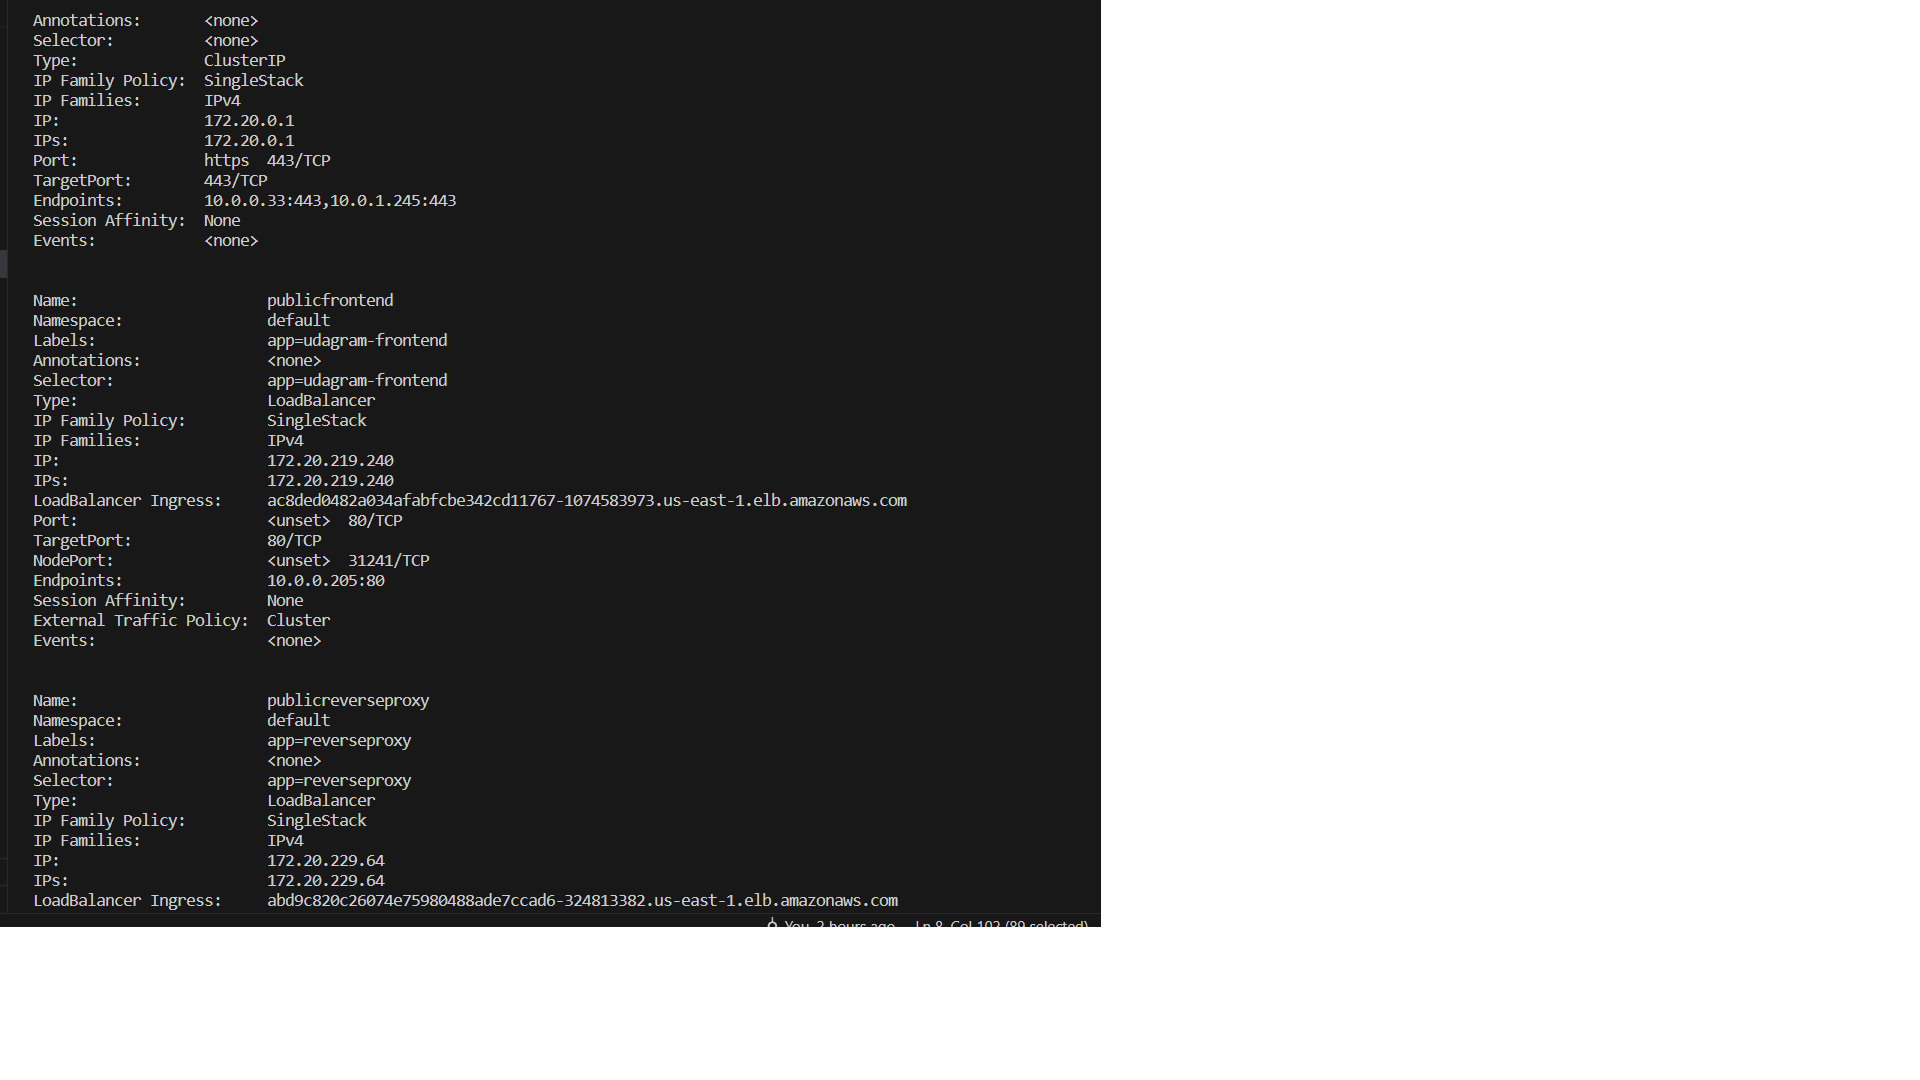 Annotations:       <none>
Selector:          <none>
Type:              ClusterIP
IP Family Policy:  SingleStack
IP Families:       IPv4
IP:                172.20.0.1
IPs:               172.20.0.1
Port:              https  443/TCP
TargetPort:        443/TCP
Endpoints:         10.0.0.33:443,10.0.1.245:443
Session Affinity:  None
Events:            <none>
Name:                     publicfrontend
Namespace:                default
Labels:                   app=udagram-frontend
Annotations:              <none>
Selector:                 app=udagram-frontend
Type:                     LoadBalancer
IP Family Policy:         SingleStack
IP Families:              IPv4
IP:                       172.20.219.240
IPs:                      172.20.219.240
LoadBalancer Ingress:     ac8ded0482a034afabfcbe342cd11767-1074583973.us-east-1.elb.amazonaws.com
Port:                     <unset>  80/TCP
TargetPort:               80/TCP
NodePort:                 <unset>  31241/TCP
Endpoints:                10.0.0.205:80
Session Affinity:         None
External Traffic Policy:  Cluster
Events:                   <none>
Name:                     publicreverseproxy
Namespace:                default
Labels:                   app=reverseproxy
Annotations:              <none>
Selector:                 app=reverseproxy
Type:                     LoadBalancer
IP Family Policy:         SingleStack
IP Families:              IPv4
IP:                       172.20.229.64
IPs:                      172.20.229.64
LoadBalancer Ingress:     abd9c820c26074e75980488ade7ccad6-324813382.us-east-1.elb.amazonaws.com
You, 2 hours ago   Ln 8, Col 102 (89 selected)